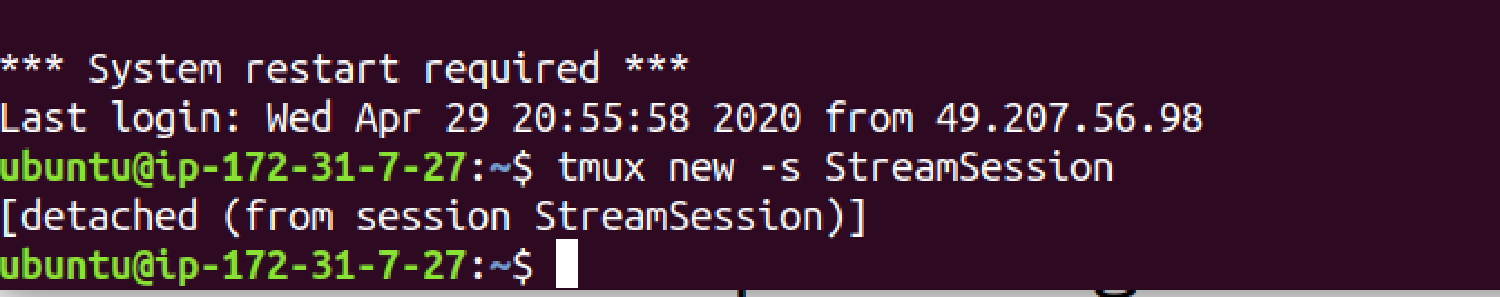 *** System restart required ***
Last login: Wed Apr 29 20:55:58 2020 from 49.207.56.98
ubuntu@ip-172-31-7-27:~$ tmux new -s StreamSession
[detached (from session StreamSession)]
ubuntu@ip-172-31-7-27:~$